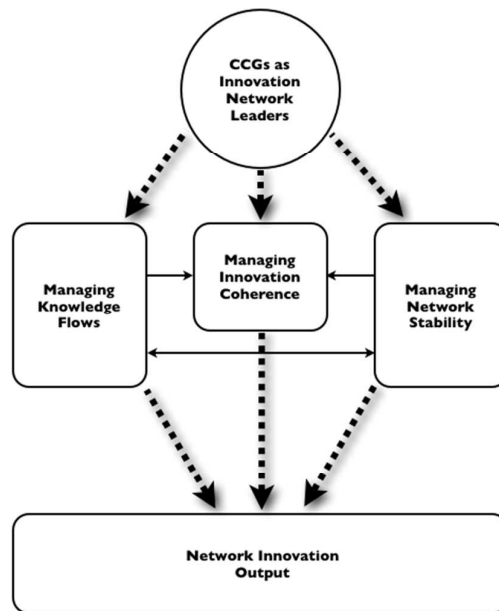 CCGs as
Innovation
Network
Leaders
Managing
Knowledge
Flows
Managing
Innovation
Coherence
Managing
Network
Stability
Network Innovation
Output